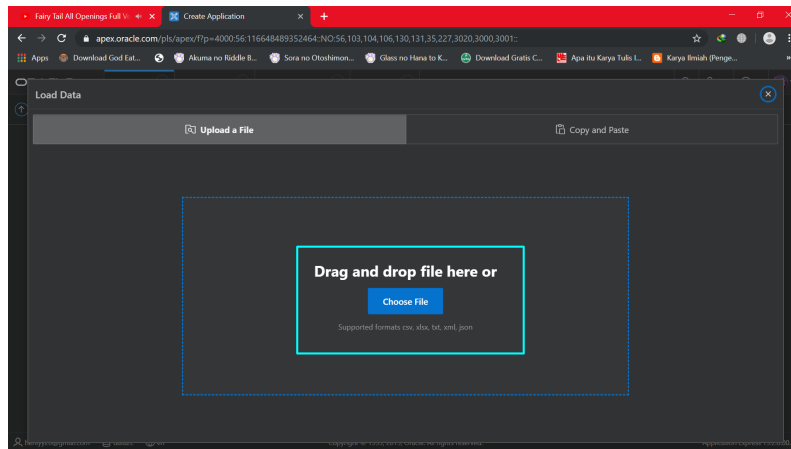 Fairy Tail All Openings Full Ve
Create Application
apex.oracle.com/pls/apex/f?p=4000:56:116648489352464::NO:56,103,104,106,130,131,35,227,3020,3000,3001::
Apps
Download God Eat...
Akuma no Riddle B...
Sora no Otoshimon...
Glass no Hana to K...
Download Gratis C...
Apa itu Karya Tulis I...
Karya Ilmiah (Penge...
Load Data
Upload a File
Copy and Paste
Drag and drop file here or
Choose File
Supported formats csv, xlsx, txt, xml, json